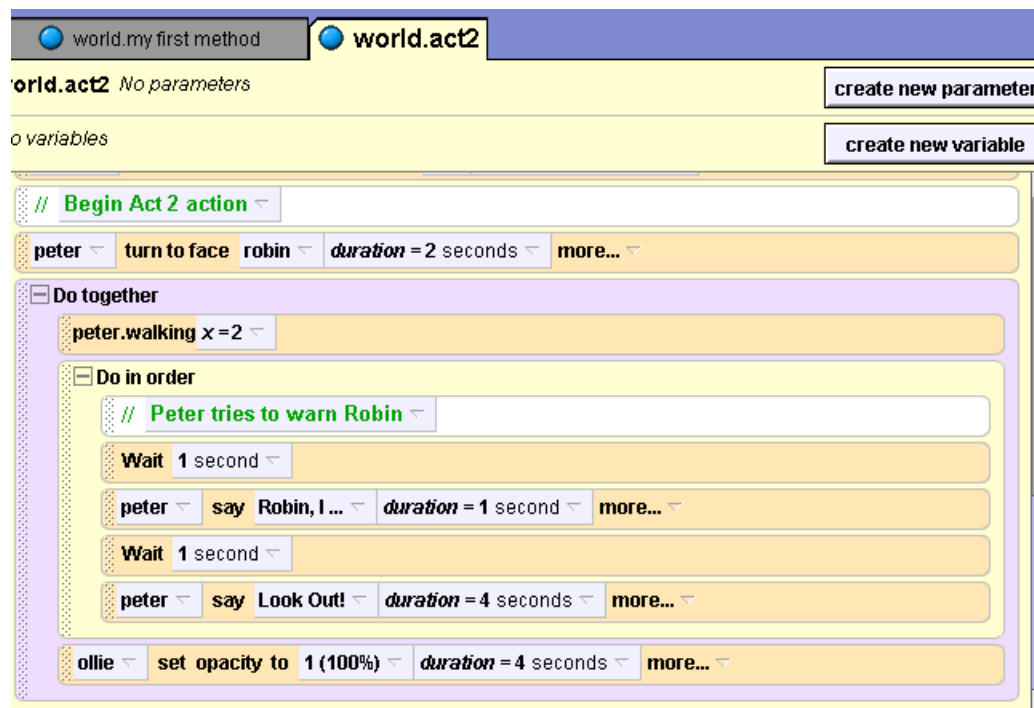 world.my first method world.act2
orld.act2 No parameters create new parameter
o variables create new variable
// Begin Act 2 action
peter turn to face robin duration = 2 seconds more...
Do together
peter.walking x = 2
Do in order
// Peter tries to warn Robin
Wait 1 second
peter say Robin, I ... duration = 1 second more...
Wait 1 second
peter say Look Out! duration = 4 seconds more...
ollie set opacity to 1 (100%) duration = 4 seconds more...